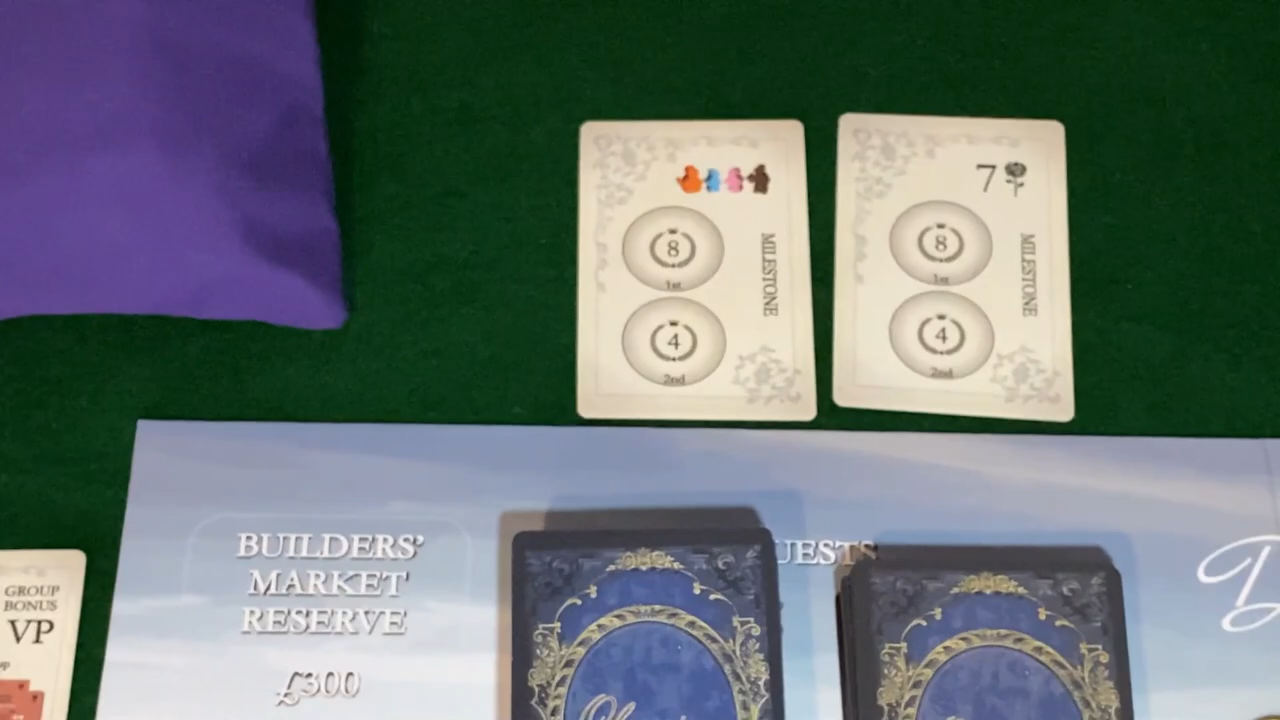 8
1st
4
2nd
MILESTONE
7
8
1st
4
2nd
MILESTONE
GROUP
BONUS
VP
BUILDERS’
MARKET
RESERVE
£300